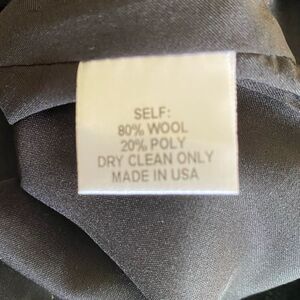 SELF:
80% WOOL
20% POLY
DRY CLEAN ONLY
MADE IN USA